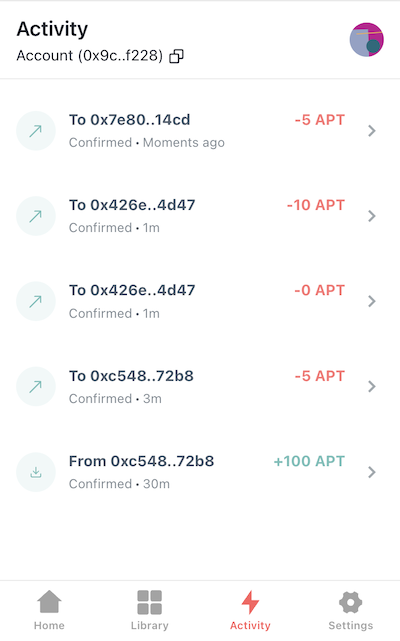 Activity
Account (0x9c..f228)
To 0x7e80..14cd
-5 APT
Confirmed • Moments ago
To 0x426e..4d47
-10 APT
Confirmed • 1m
To 0x426e..4d47
-0 APT
Confirmed • 1m
To 0xc548..72b8
-5 APT
Confirmed • 3m
From 0xc548..72b8
+100 APT
Confirmed • 30m
Home
Library
Activity
Settings